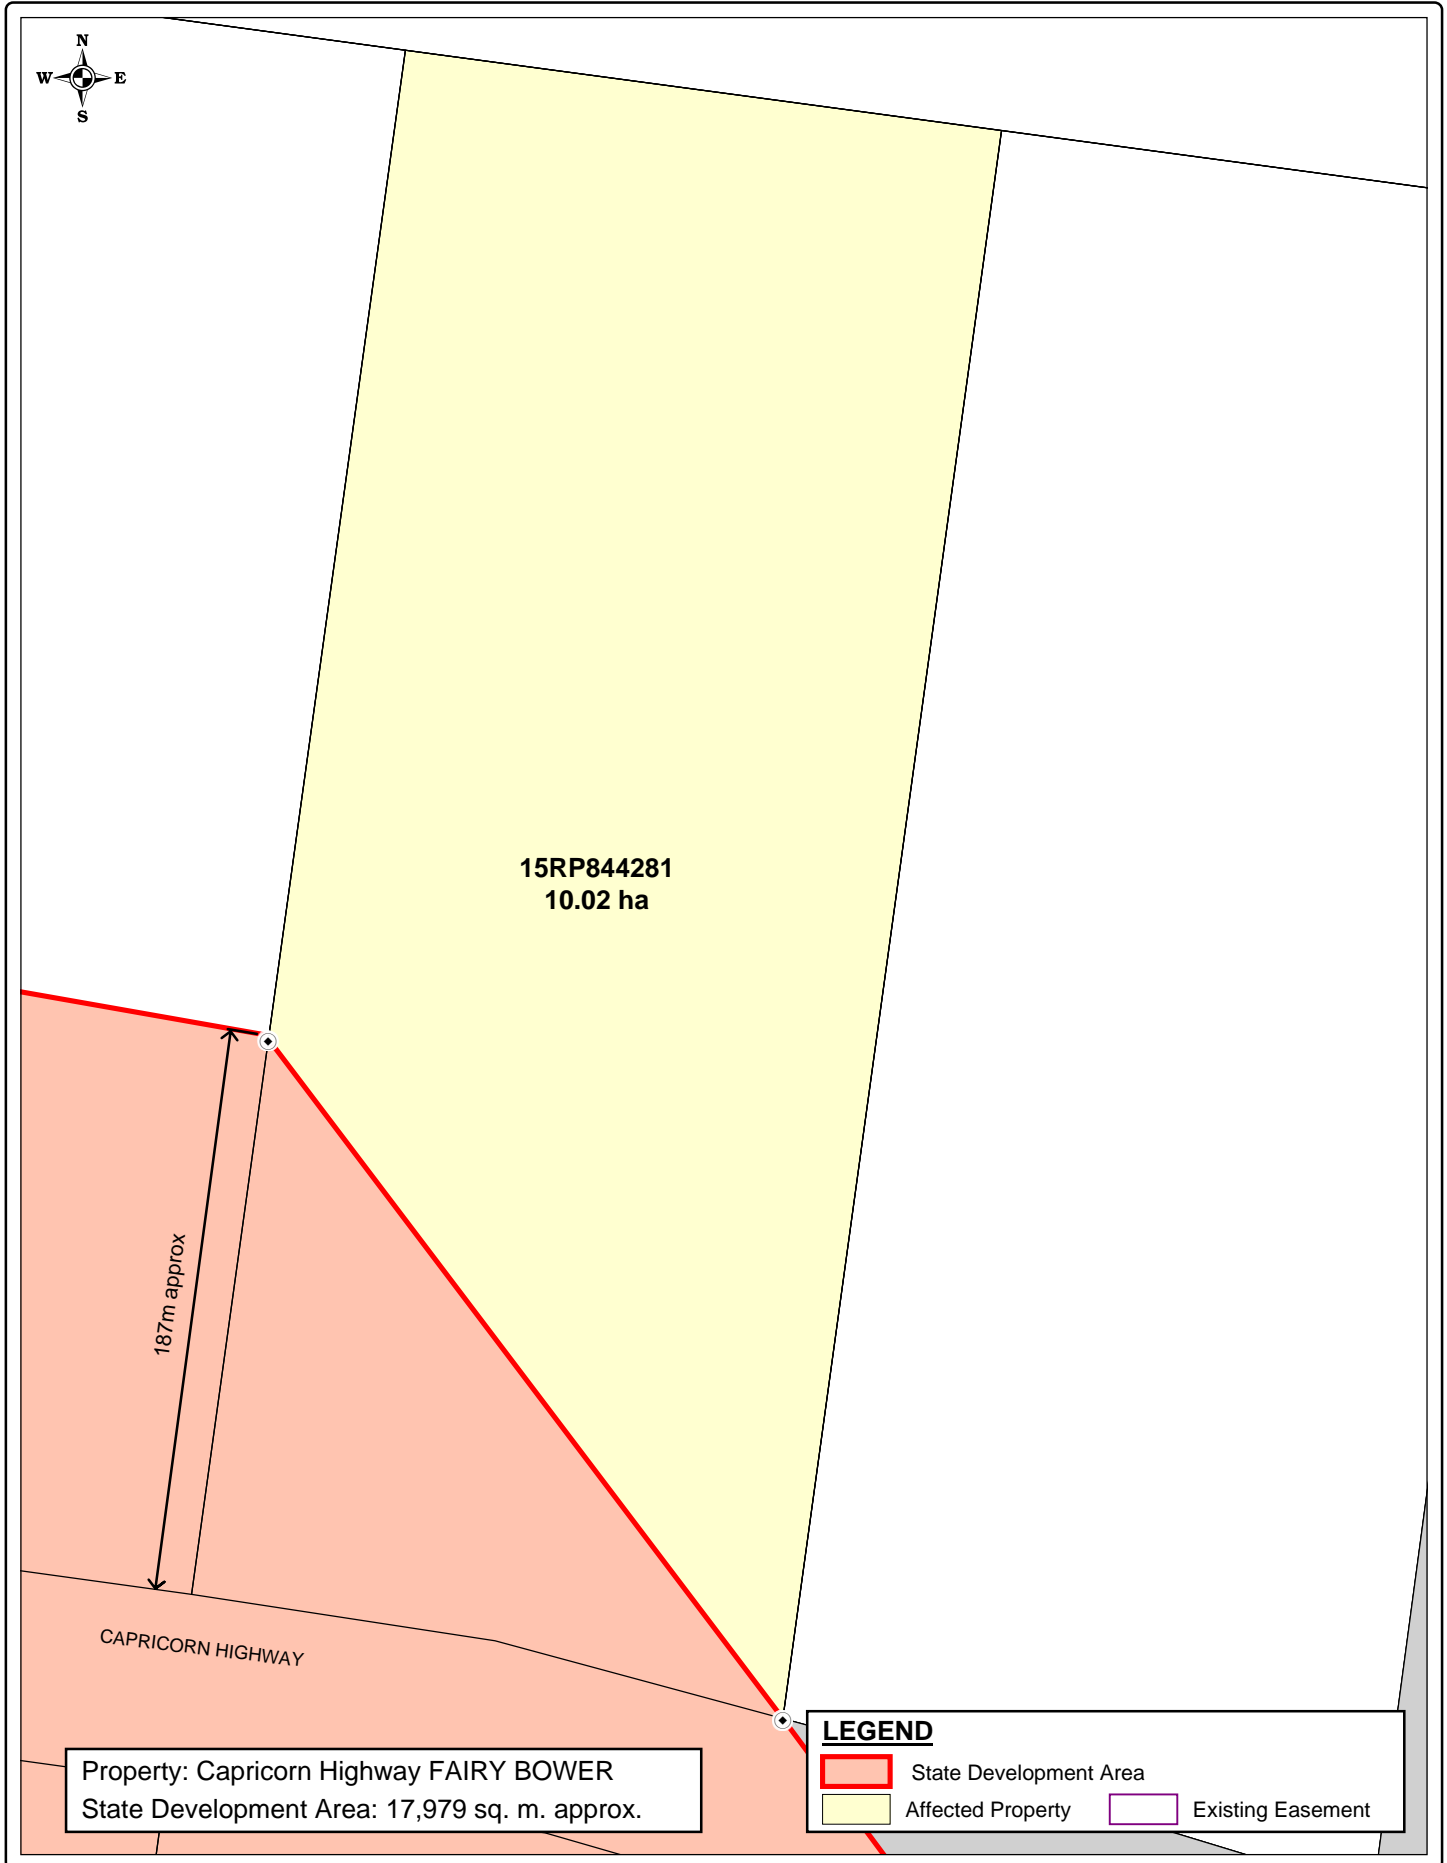 N
W E
S
15RP844281
10.02 ha
187m approx
CAPRICORN HIGHWAY
Property: Capricorn Highway FAIRY BOWER
State Development Area: 17,979 sq. m. approx.
LEGEND
State Development Area
Affected Property Existing Easement